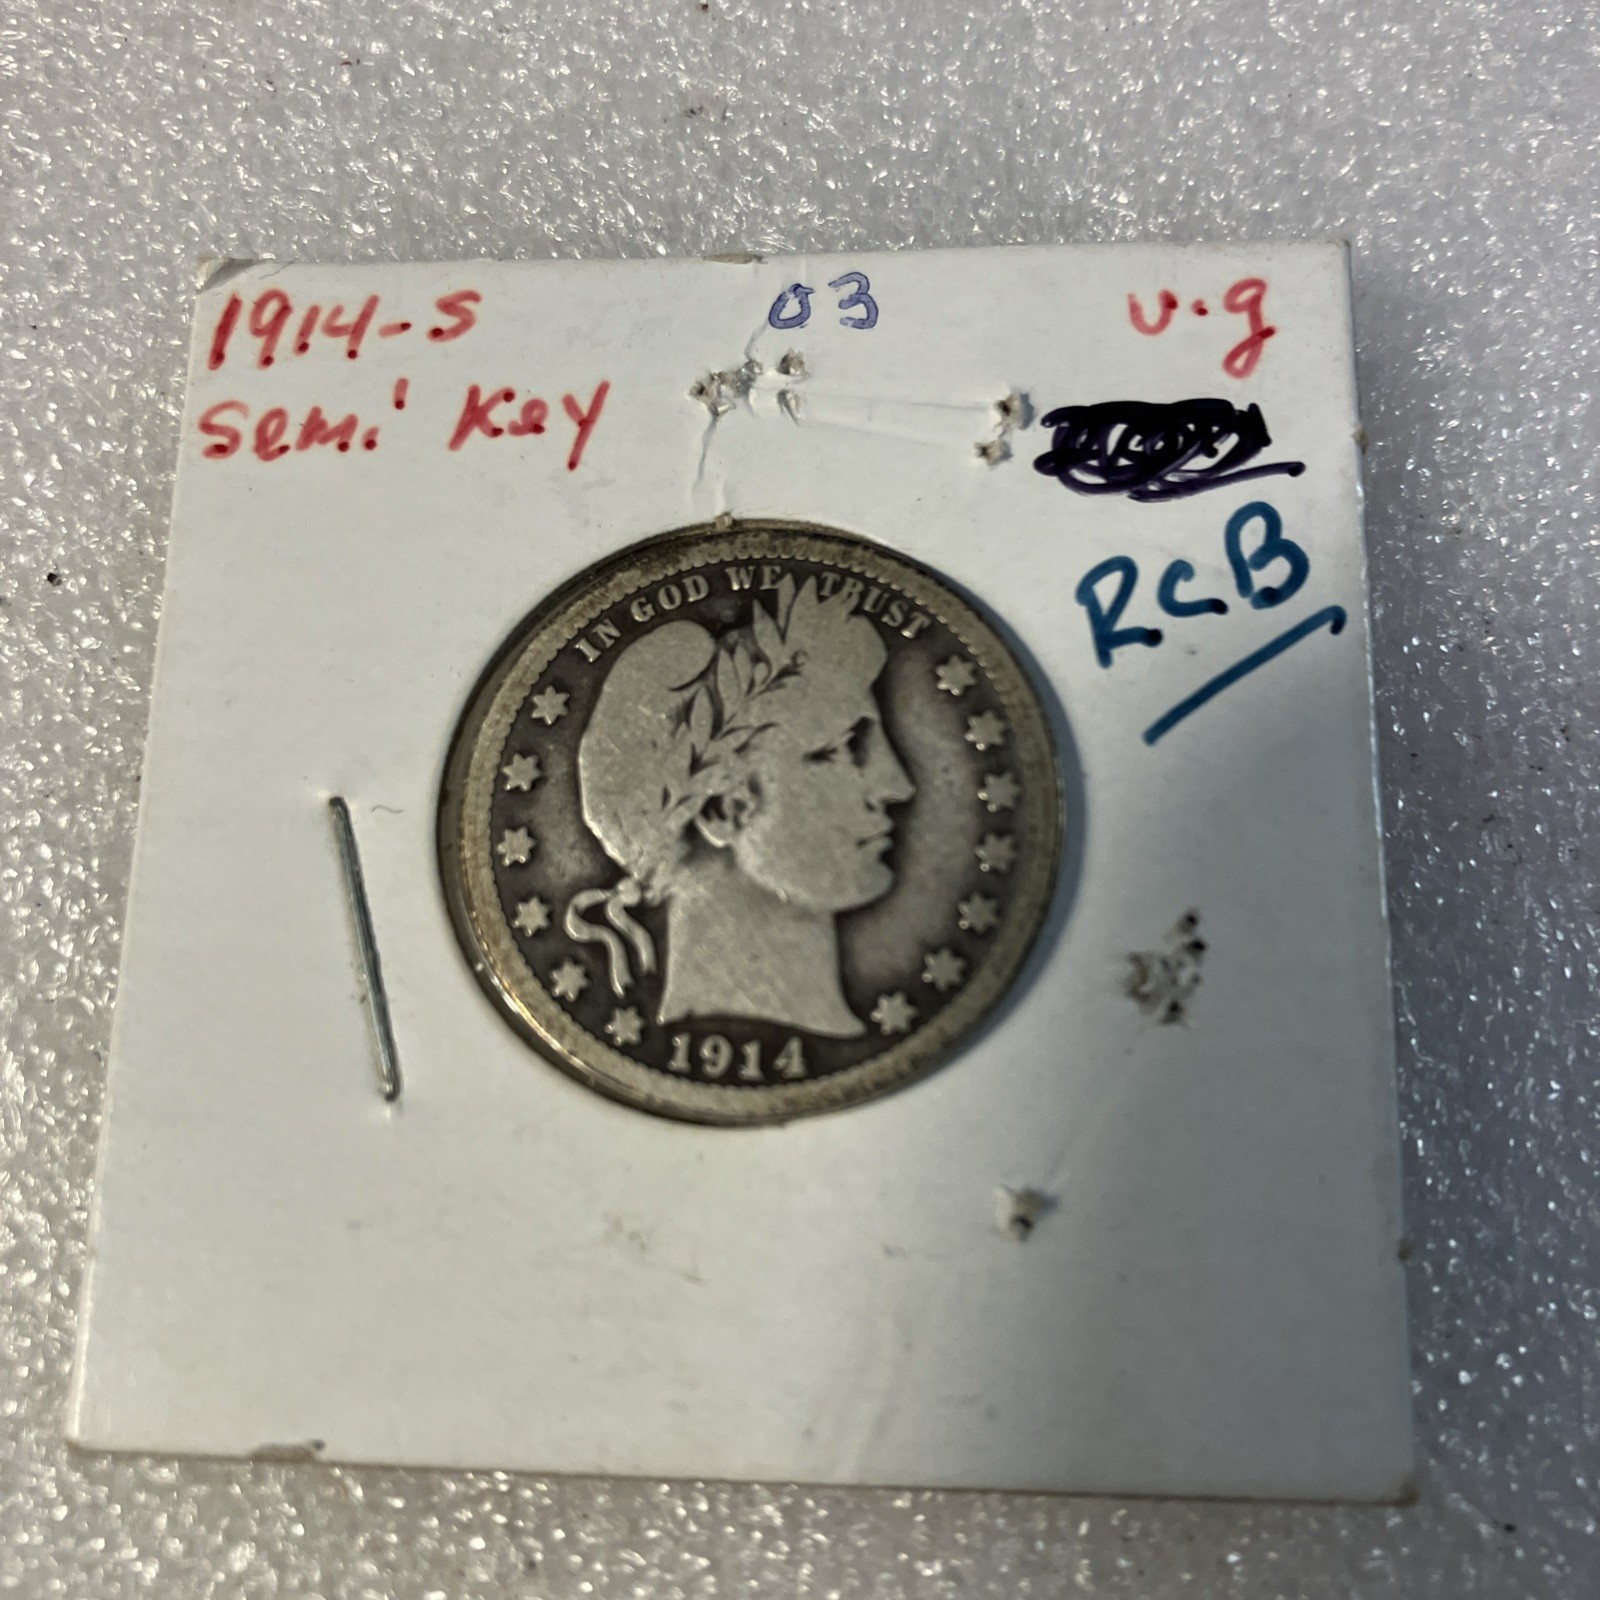 1914-S 03 v.g
Semi Key
RCB
IN GOD WE TRUST
1914